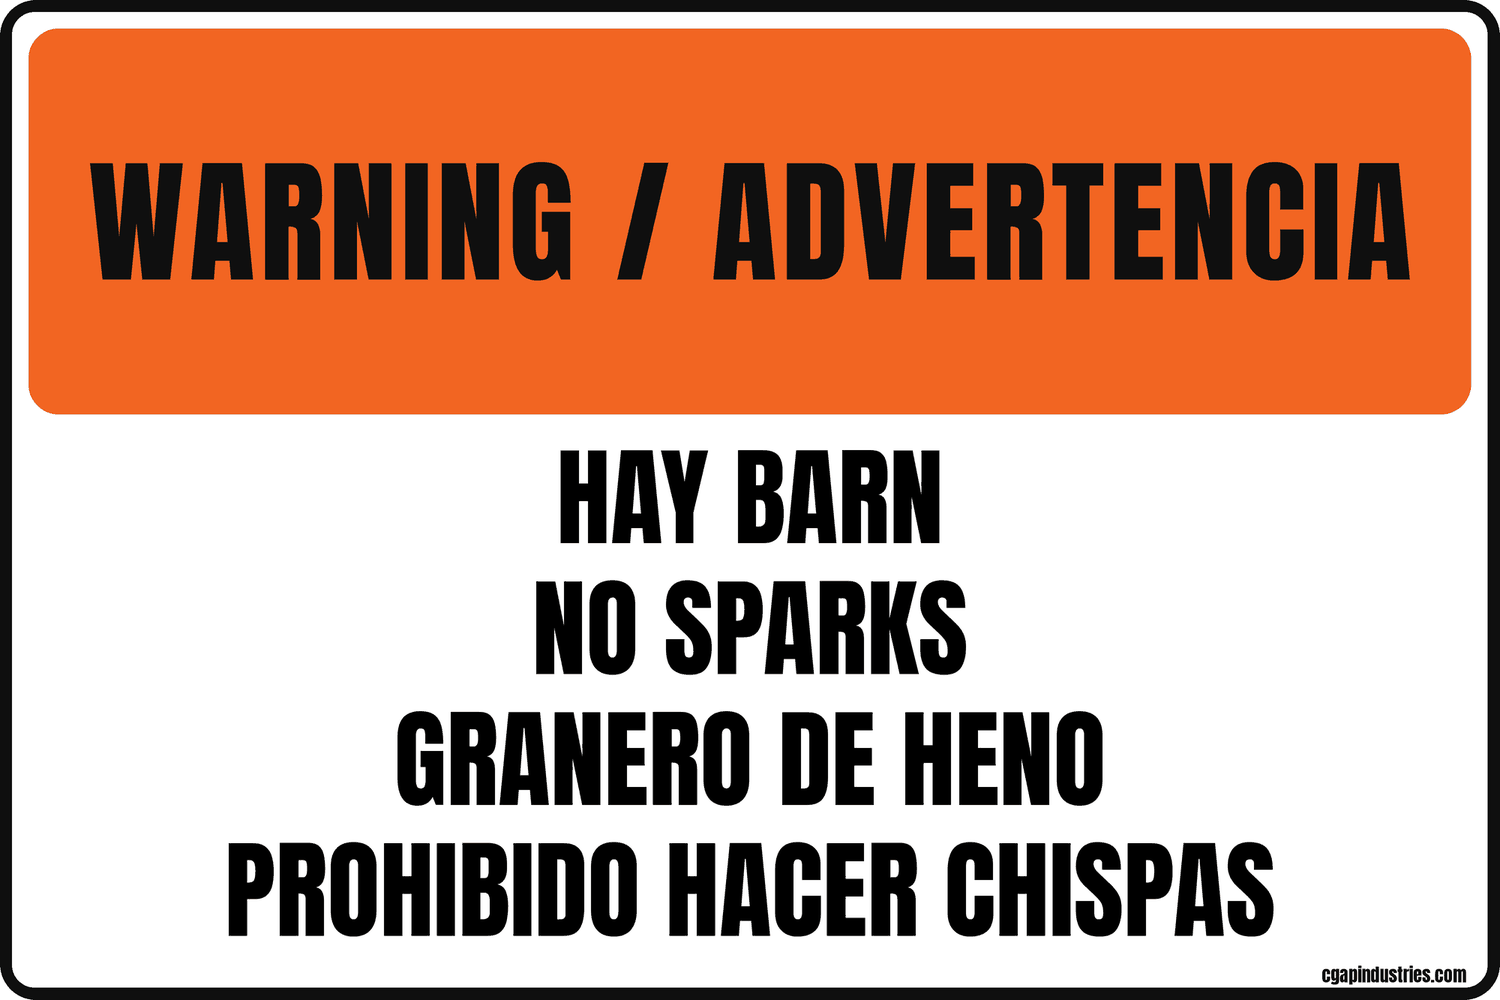 WARNING / ADVERTENCIA
HAY BARN
NO SPARKS
GRANERO DE HENO
PROHIBIDO HACER CHISPAS
cgapindustries.com